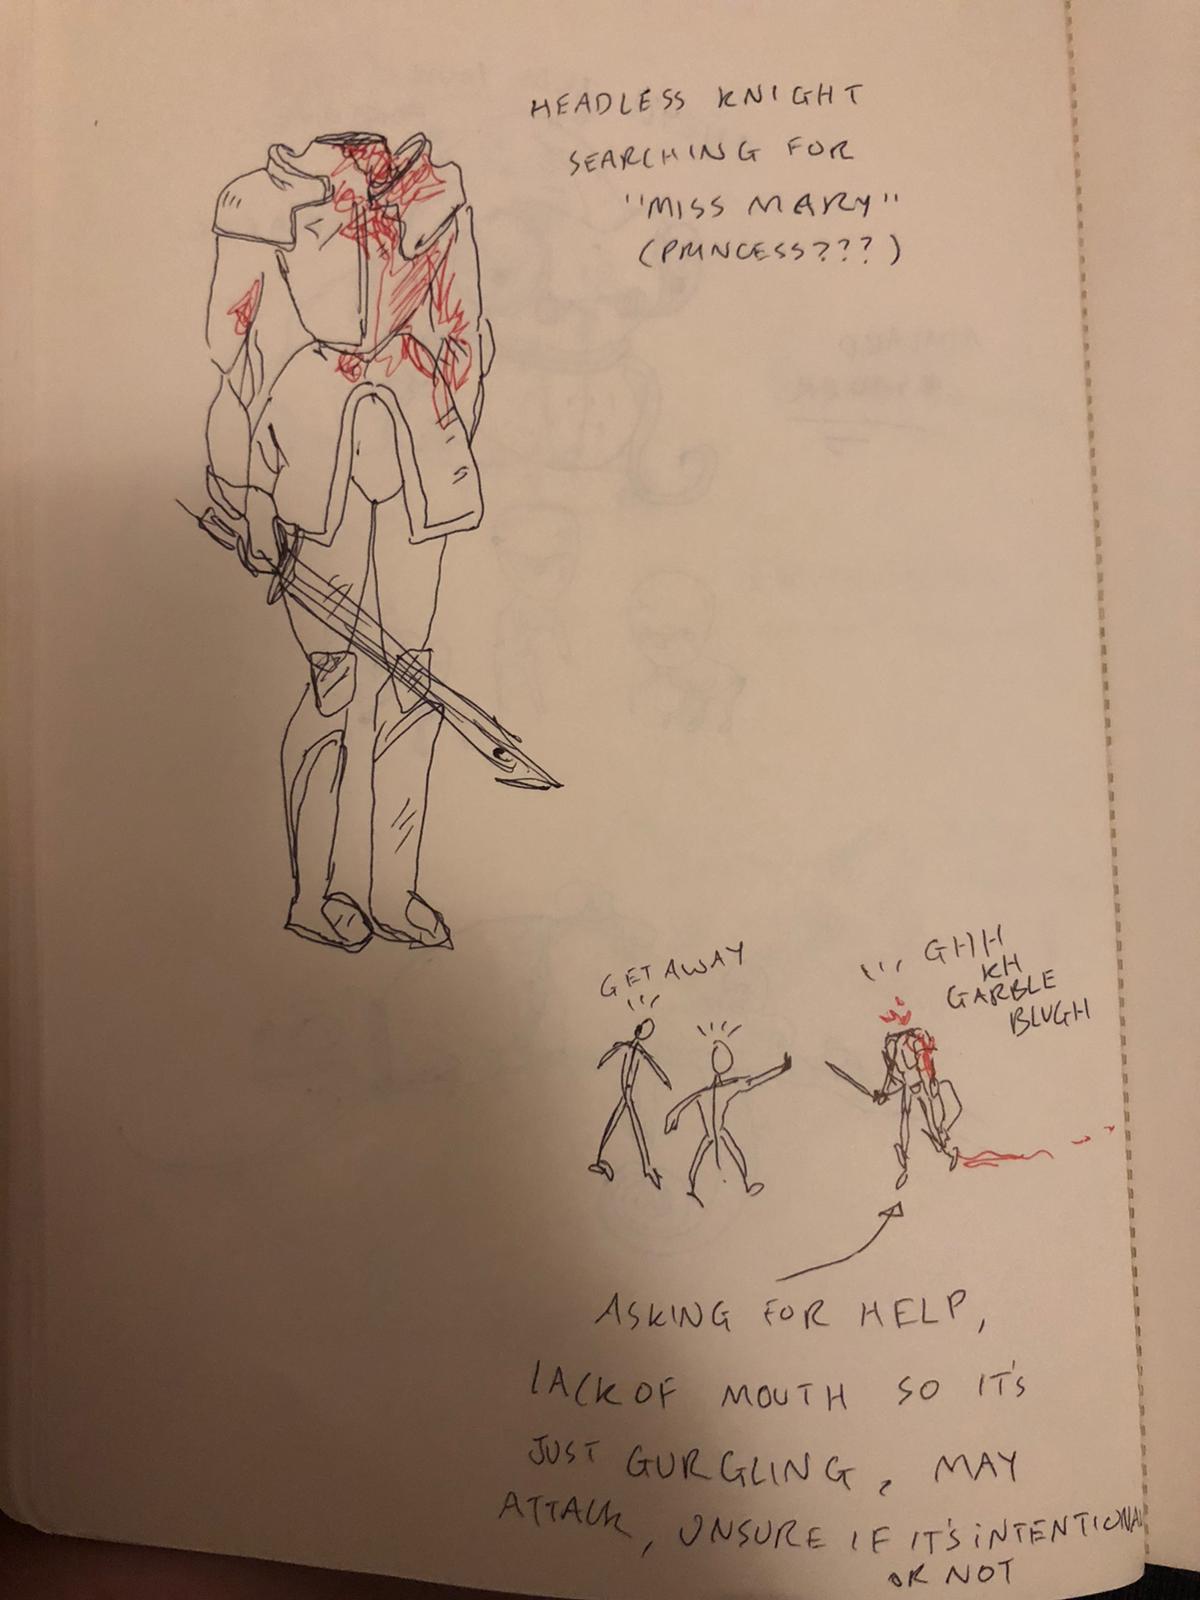 HEADLESS KNIGHT
SEARCHING FOR
"MISS MARY"
(PRINCESS???)
GET AWAY
GHH
KH
GARBLE
BLUGH
ASKING FOR HELP,
LACK OF MOUTH SO IT'S
JUST GURGLING, MAY
ATTACK, UNSURE IF IT'S INTENTIONAL
OR NOT